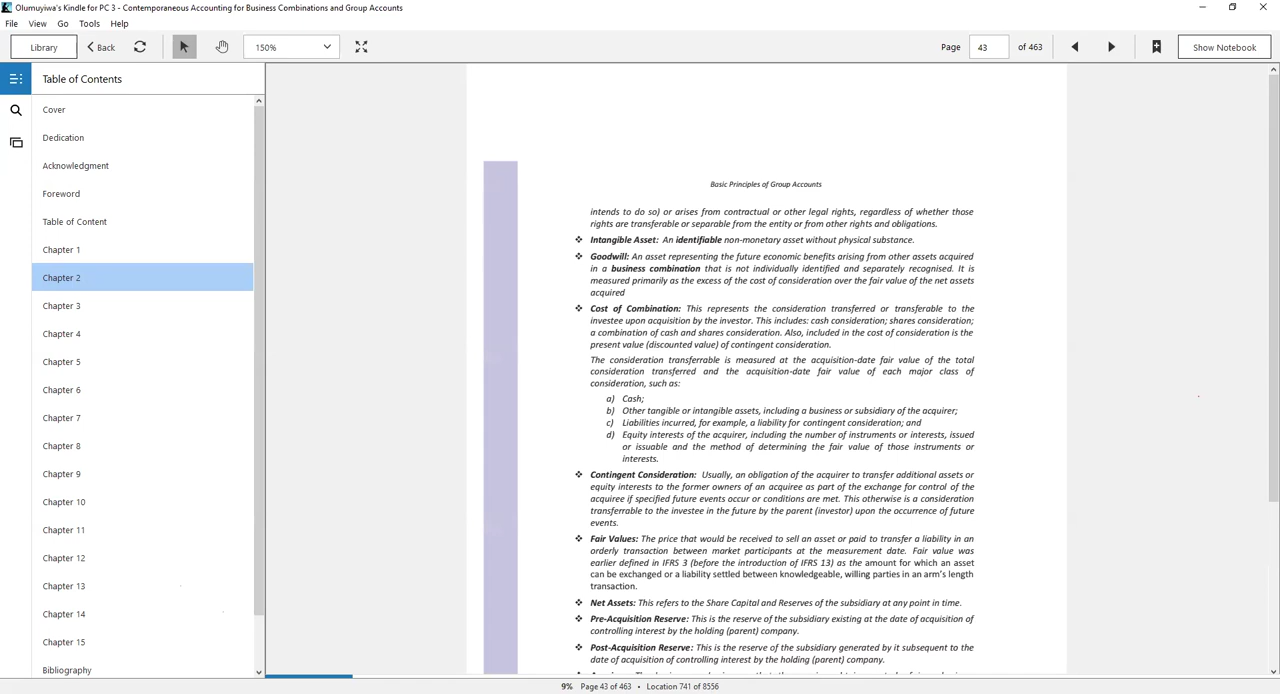 Olumuyiwa's Kindle for PC 3 - Contemporaneous Accounting for Business Combinations and Group Accounts
File View Go Tools Help
Library Back 150% Page 43 of 463 Show Notebook
Table of Contents
Cover
Dedication
Acknowledgment
Foreword
Table of Content
Chapter 1
Chapter 2
Chapter 3
Chapter 4
Chapter 5
Chapter 6
Chapter 7
Chapter 8
Chapter 9
Chapter 10
Chapter 11
Chapter 12
Chapter 13
Chapter 14
Chapter 15
Bibliography
Basic Principles of Group Accounts
intends to do so) or arises from contractual or other legal rights, regardless of whether those
rights are transferable or separable from the entity or from other rights and obligations.
❖ Intangible Asset: An identifiable non-monetary asset without physical substance.
❖ Goodwill: An asset representing the future economic benefits arising from other assets acquired
in a business combination that is not individually identified and separately recognised. It is
measured primarily as the excess of the cost of consideration over the fair value of the net assets
acquired
❖ Cost of Combination: This represents the consideration transferred or transferable to the
investee upon acquisition by the investor. This includes: cash consideration; shares consideration;
a combination of cash and shares consideration. Also, included in the cost of consideration is the
present value (discounted value) of contingent consideration.
The consideration transferrable is measured at the acquisition-date fair value of the total
consideration transferred and the acquisition-date fair value of each major class of
consideration, such as:
a) Cash;
b) Other tangible or intangible assets, including a business or subsidiary of the acquirer;
c) Liabilities incurred, for example, a liability for contingent consideration; and
d) Equity interests of the acquirer, including the number of instruments or interests, issued
or issuable and the method of determining the fair value of those instruments or
interests.
❖ Contingent Consideration: Usually, an obligation of the acquirer to transfer additional assets or
equity interests to the former owners of an acquiree as part of the exchange for control of the
acquiree if specified future events occur or conditions are met. This otherwise is a consideration
transferrable to the investee in the future by the parent (investor) upon the occurrence of future
events.
❖ Fair Values: The price that would be received to sell an asset or paid to transfer a liability in an
orderly transaction between market participants at the measurement date. Fair value was
earlier defined in IFRS 3 (before the introduction of IFRS 13) as the amount for which an asset
can be exchanged or a liability settled between knowledgeable, willing parties in an arm's length
transaction.
❖ Net Assets: This refers to the Share Capital and Reserves of the subsidiary at any point in time.
❖ Pre-Acquisition Reserve: This is the reserve of the subsidiary existing at the date of acquisition of
controlling interest by the holding (parent) company.
❖ Post-Acquisition Reserve: This is the reserve of the subsidiary generated by it subsequent to the
date of acquisition of controlling interest by the holding (parent) company.
9% Page 43 of 463 • Location 741 of 8556